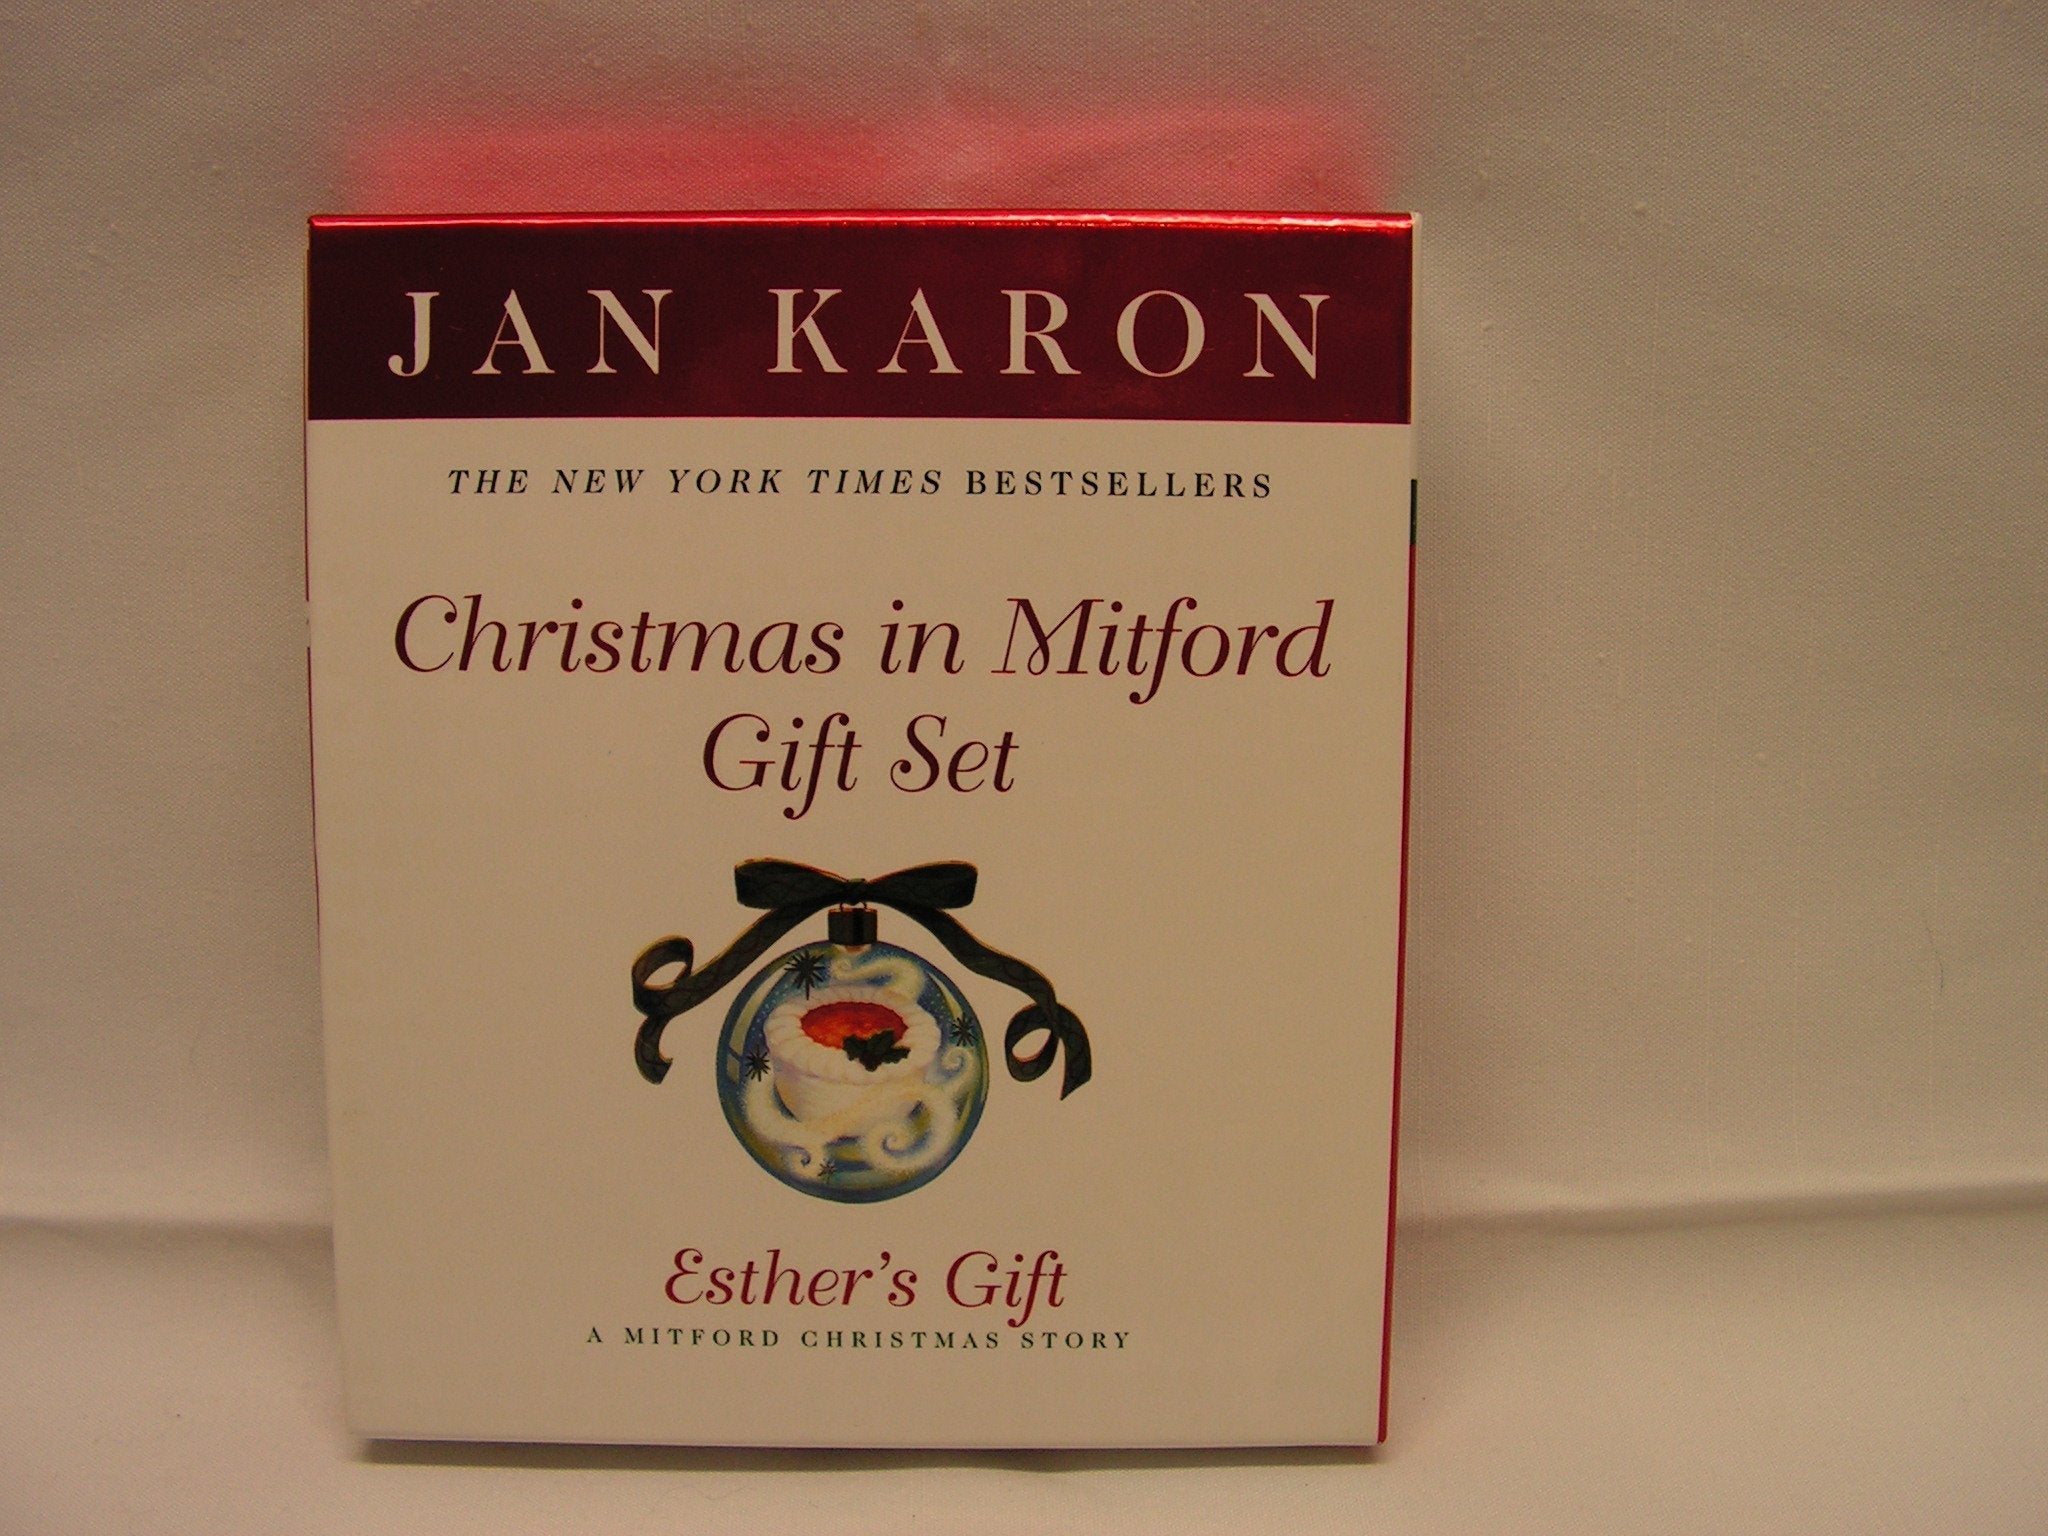 JAN KARON
THE NEW YORK TIMES BESTSELLERS
Christmas in Mitford
Gift Set
Esther's Gift
A MITFORD CHRISTMAS STORY